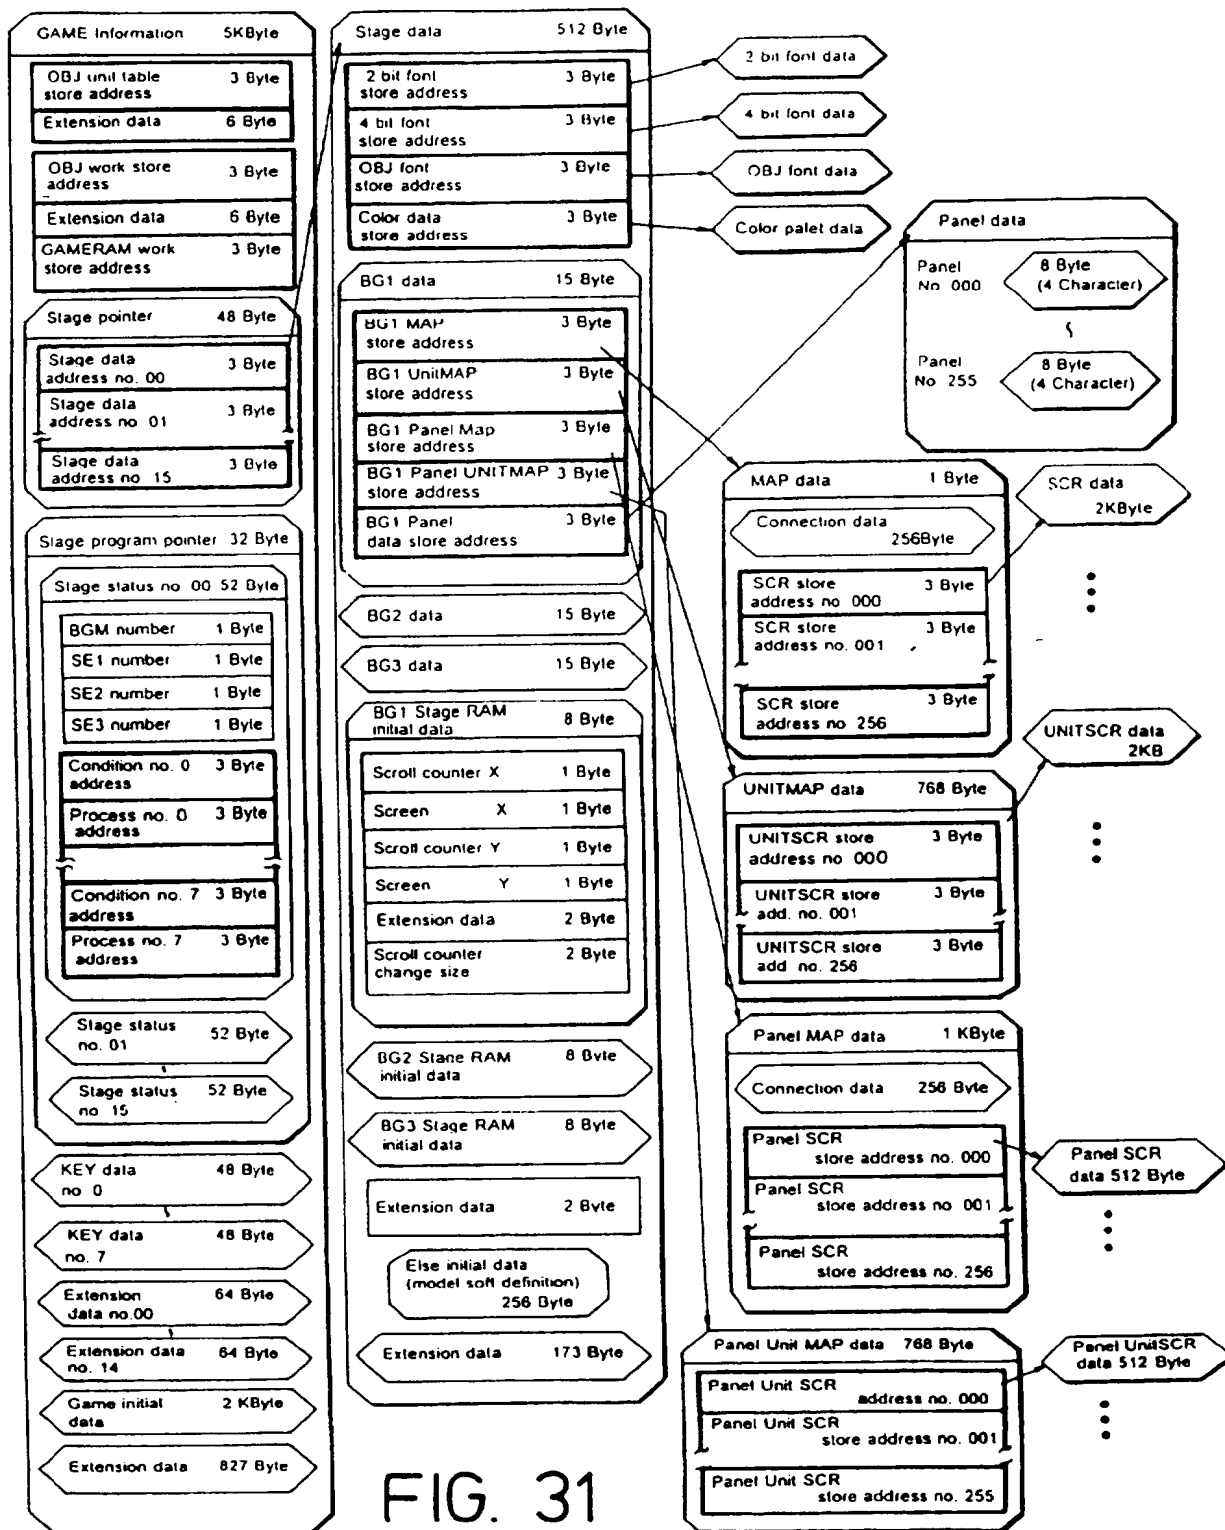 GAME Information 5KByte
OBJ unit table 3 Byte
store address
Extension data 6 Byte
OBJ work store 3 Byte
address
Extension data 6 Byte
GAMERAM work 3 Byte
store address
Stage pointer 48 Byte
Stage data 3 Byte
address no. 00
Stage data 3 Byte
address no 01
Stage data 3 Byte
address no 15
Stage program pointer 32 Byte
Stage status no 00 52 Byte
BGM number 1 Byte
SE1 number 1 Byte
SE2 number 1 Byte
SE3 number 1 Byte
Condition no. 0 3 Byte
address
Process no. 0 3 Byte
address
Condition no. 7 3 Byte
address
Process no. 7 3 Byte
address
Stage status 52 Byte
no. 01
Stage status 52 Byte
no 15
KEY data 48 Byte
no 0
KEY data 48 Byte
no. 7
Extension 64 Byte
data no.00
Extension data 64 Byte
no. 14
Game initial 2 KByte
data
Extension data 827 Byte
Stage data 512 Byte
2 bit font 3 Byte
store address
4 bit font 3 Byte
store address
OBJ font 3 Byte
store address
Color data 3 Byte
store address
BG1 data 15 Byte
BG1 MAP 3 Byte
store address
BG1 UnitMAP 3 Byte
store address
BG1 Panel Map 3 Byte
store address
BG1 Panel UNITMAP 3 Byte
store address
BG1 Panel 3 Byte
data store address
BG2 data 15 Byte
BG3 data 15 Byte
BG1 Stage RAM 8 Byte
initial data
Scroll counter X 1 Byte
Screen X 1 Byte
Scroll counter Y 1 Byte
Screen Y 1 Byte
Extension data 2 Byte
Scroll counter 2 Byte
change size
BG2 Stane RAM 8 Byte
initial data
BG3 Stage RAM 8 Byte
initial data
Extension data 2 Byte
Else initial data
(model soft definition)
256 Byte
Extension data 173 Byte
2 bit font data
4 bit font data
OBJ font data
Color palet data
Panel data
Panel 8 Byte
No 000 (4 Character)
Panel 8 Byte
No 255 (4 Character)
MAP data 1 Byte
Connection data
256Byte
SCR store 3 Byte
address no 000
SCR store 3 Byte
address no .001
SCR store 3 Byte
address no 256
SCR data
2KByte
UNITMAP data 768 Byte
UNITSCR store 3 Byte
address no 000
UNITSCR store 3 Byte
add. no. 001
UNITSCR store 3 Byte
add no. 256
UNITSCR data
2KB
Panel MAP data 1 KByte
Connection data 256 Byte
Panel SCR
store address no. 000
Panel SCR
store address no 001
Panel SCR
store address no. 256
Panel SCR
data 512 Byte
Panel Unit MAP data 768 Byte
Panel Unit SCR
address no. 000
Panel Unit SCR
store address no. 001
Panel Unit SCR
store address no. 255
Panel UnitSCR
data 512 Byte
FIG. 31